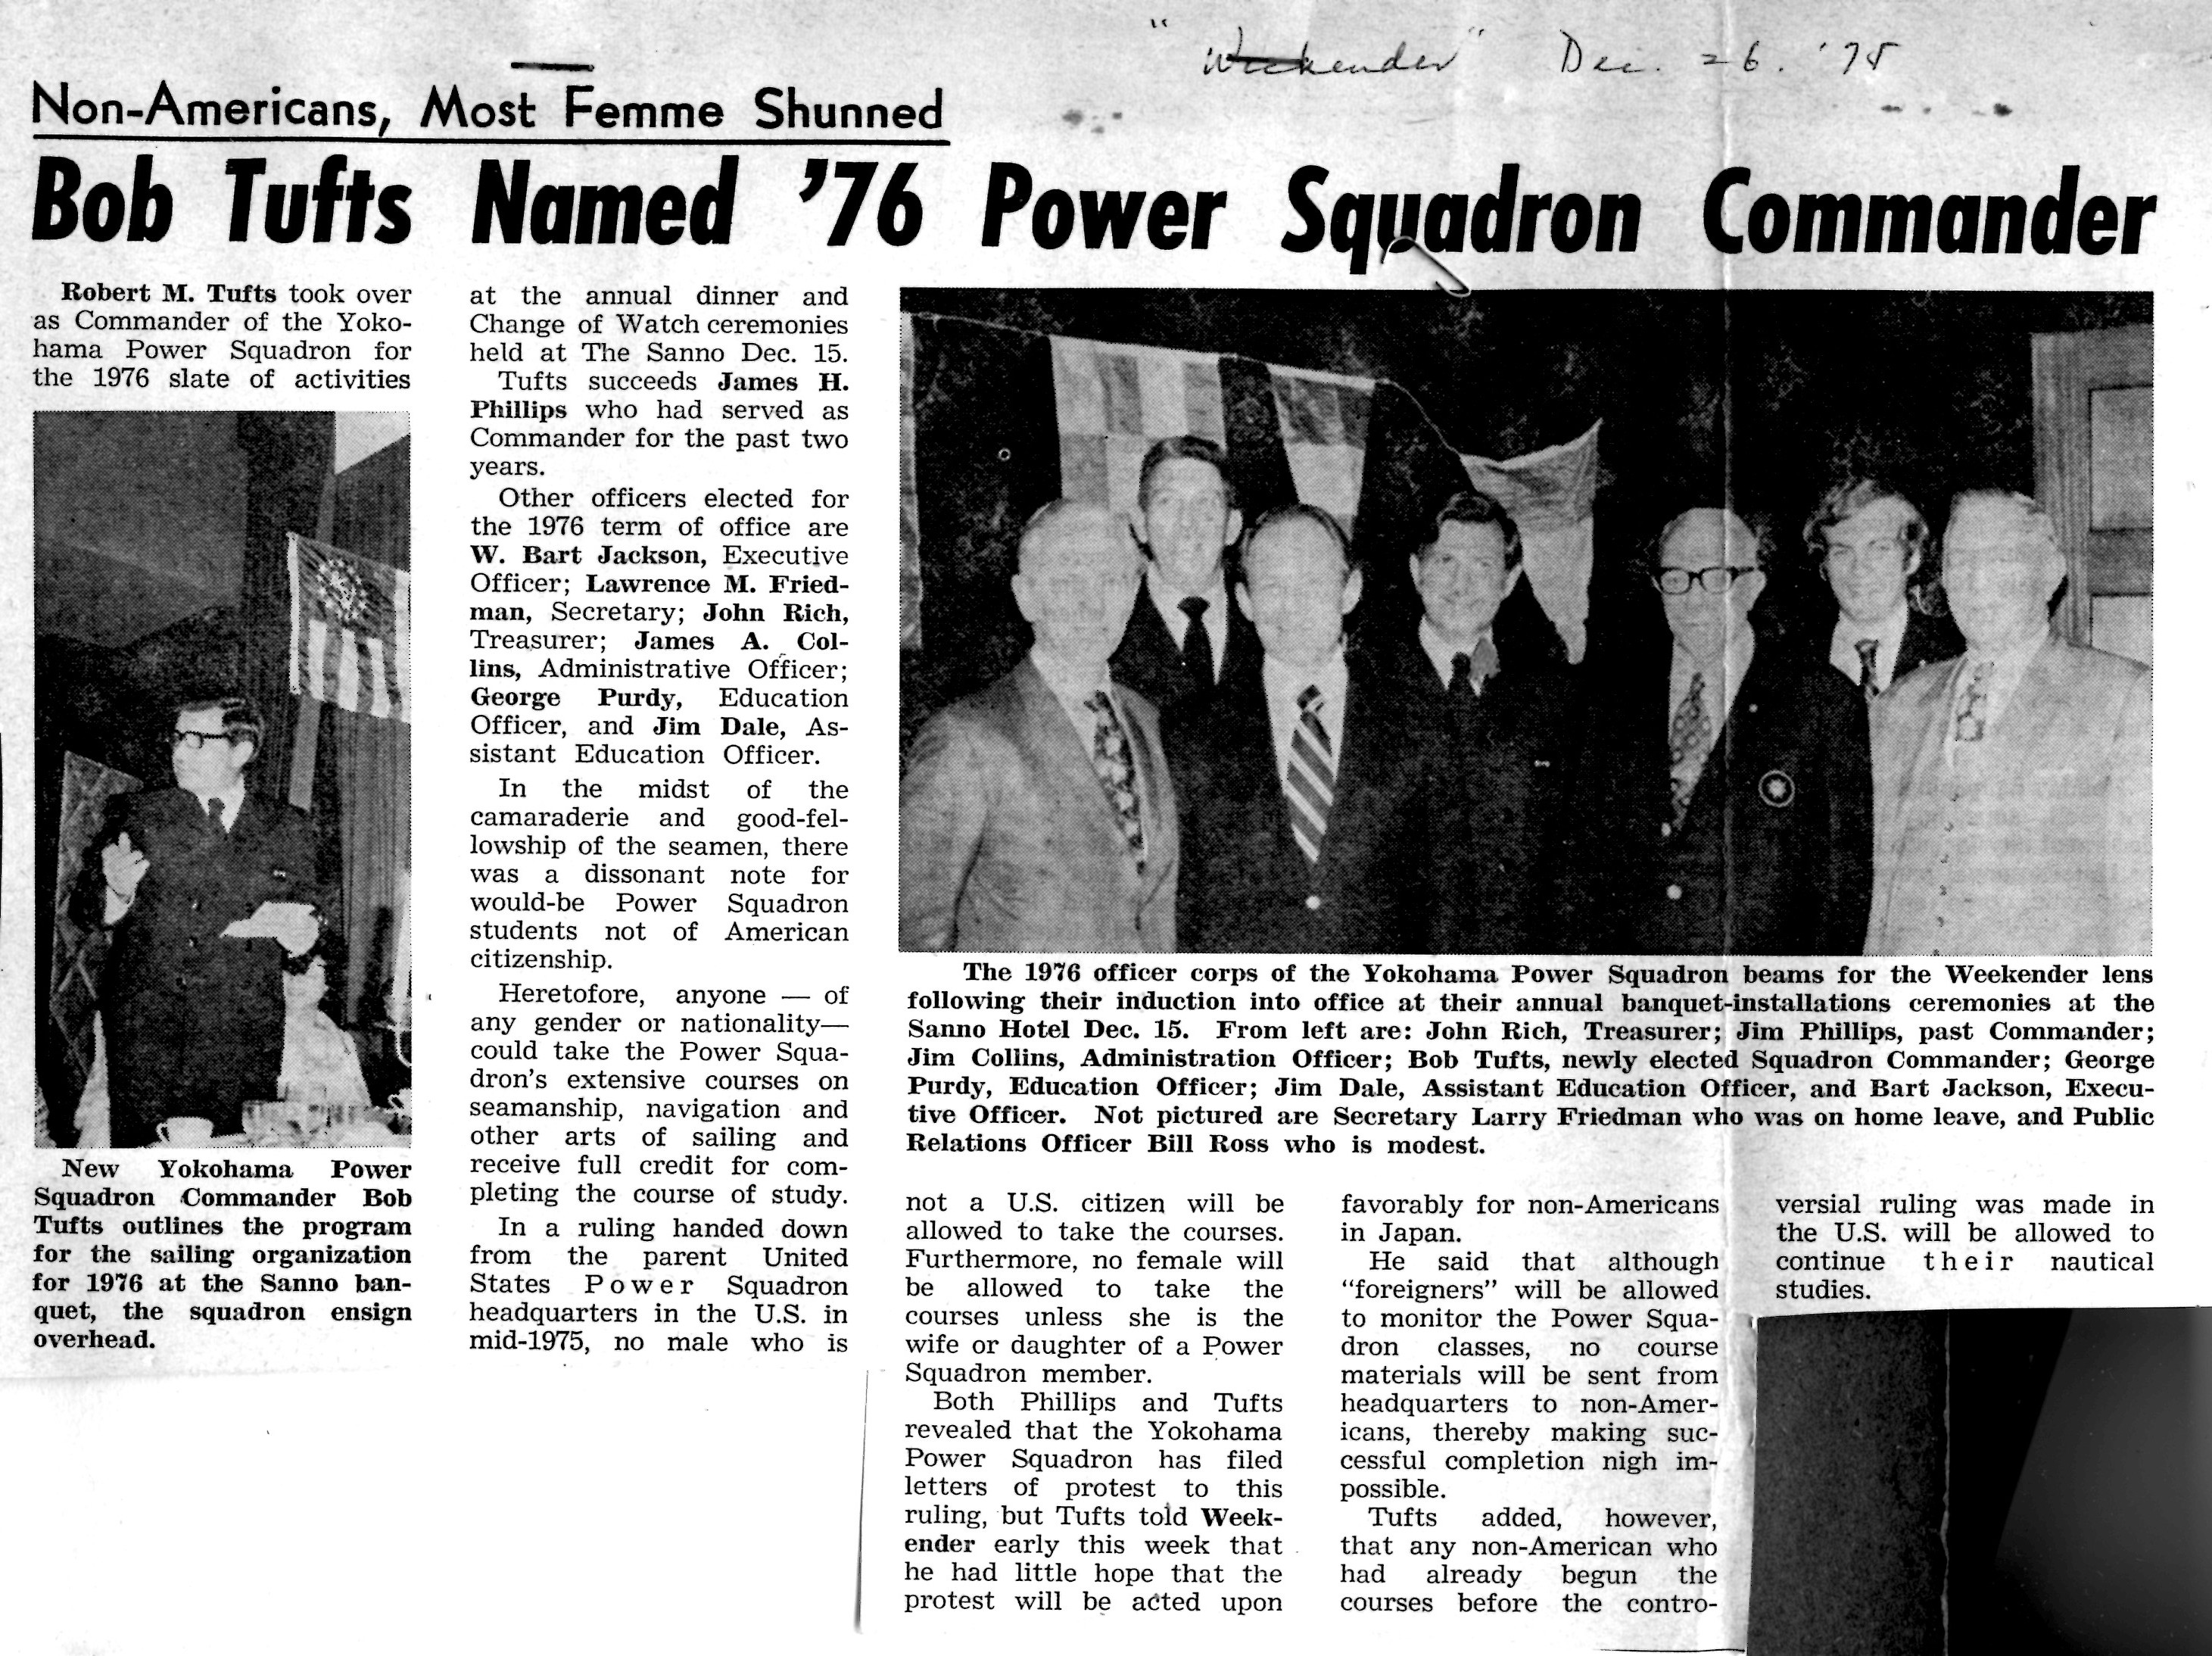 "Weekender" Dec. 26. '75
Non-Americans, Most Femme Shunned
Bob Tufts Named '76 Power Squadron Commander
Robert M. Tufts took over
as Commander of the Yoko-
hama Power Squadron for
the 1976 slate of activities
New Yokohama Power
Squadron Commander Bob
Tufts outlines the program
for the sailing organization
for 1976 at the Sanno ban-
quet, the squadron ensign
overhead.
at the annual dinner and
Change of Watch ceremonies
held at The Sanno Dec. 15.
Tufts succeeds James H.
Phillips who had served as
Commander for the past two
years.
Other officers elected for
the 1976 term of office are
W. Bart Jackson, Executive
Officer; Lawrence M. Fried-
man, Secretary; John Rich,
Treasurer; James A. Col-
lins, Administrative Officer;
George Purdy, Education
Officer, and Jim Dale, As-
sistant Education Officer.
In the midst of the
camaraderie and good-fel-
lowship of the seamen, there
was a dissonant note for
would-be Power Squadron
students not of American
citizenship.
Heretofore, anyone — of
any gender or nationality—
could take the Power Squa-
dron's extensive courses on
seamanship, navigation and
other arts of sailing and
receive full credit for com-
pleting the course of study.
In a ruling handed down
from the parent United
States Power Squadron
headquarters in the U.S. in
mid-1975, no male who is
The 1976 officer corps of the Yokohama Power Squadron beams for the Weekender lens
following their induction into office at their annual banquet-installations ceremonies at the
Sanno Hotel Dec. 15. From left are: John Rich, Treasurer; Jim Phillips, past Commander;
Jim Collins, Administration Officer; Bob Tufts, newly elected Squadron Commander; George
Purdy, Education Officer; Jim Dale, Assistant Education Officer, and Bart Jackson, Execu-
tive Officer. Not pictured are Secretary Larry Friedman who was on home leave, and Public
Relations Officer Bill Ross who is modest.
not a U.S. citizen will be
allowed to take the courses.
Furthermore, no female will
be allowed to take the
courses unless she is the
wife or daughter of a Power
Squadron member.
Both Phillips and Tufts
revealed that the Yokohama
Power Squadron has filed
letters of protest to this
ruling, but Tufts told Week-
ender early this week that
he had little hope that the
protest will be acted upon
favorably for non-Americans
in Japan.
He said that although
"foreigners" will be allowed
to monitor the Power Squa-
dron classes, no course
materials will be sent from
headquarters to non-Amer-
icans, thereby making suc-
cessful completion nigh im-
possible.
Tufts added, however,
that any non-American who
had already begun the
courses before the contro-
versial ruling was made in
the U.S. will be allowed to
continue their nautical
studies.